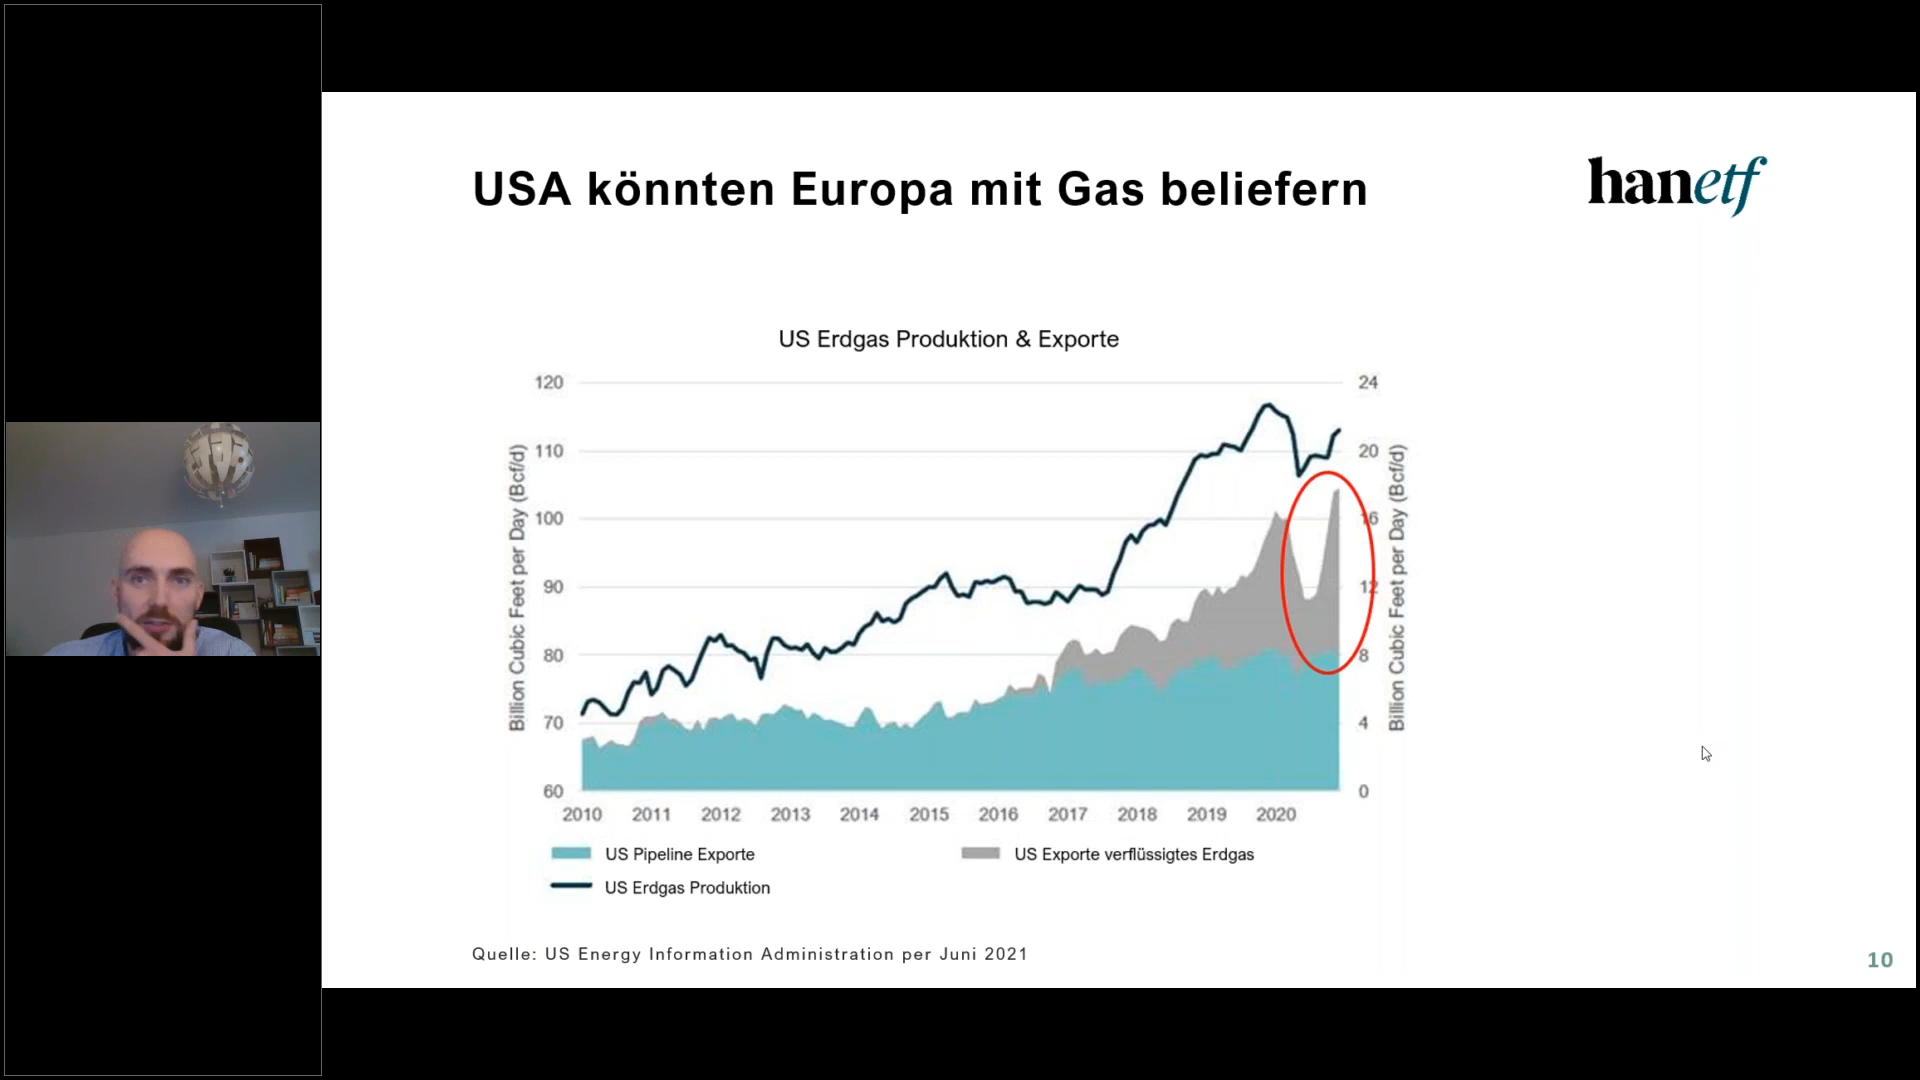 USA könnten Europa mit Gas beliefern
hanetf
US Erdgas Produktion & Exporte
120
110
100
90
80
70
60
Billion Cubic Feet per Day (Bcf/d)
24
20
16
12
8
4
0
Billion Cubic Feet per Day (Bcf/d)
2010 2011 2012 2013 2014 2015 2016 2017 2018 2019 2020
US Pipeline Exporte
US Exporte verflüssigtes Erdgas
US Erdgas Produktion
Quelle: US Energy Information Administration per Juni 2021
10